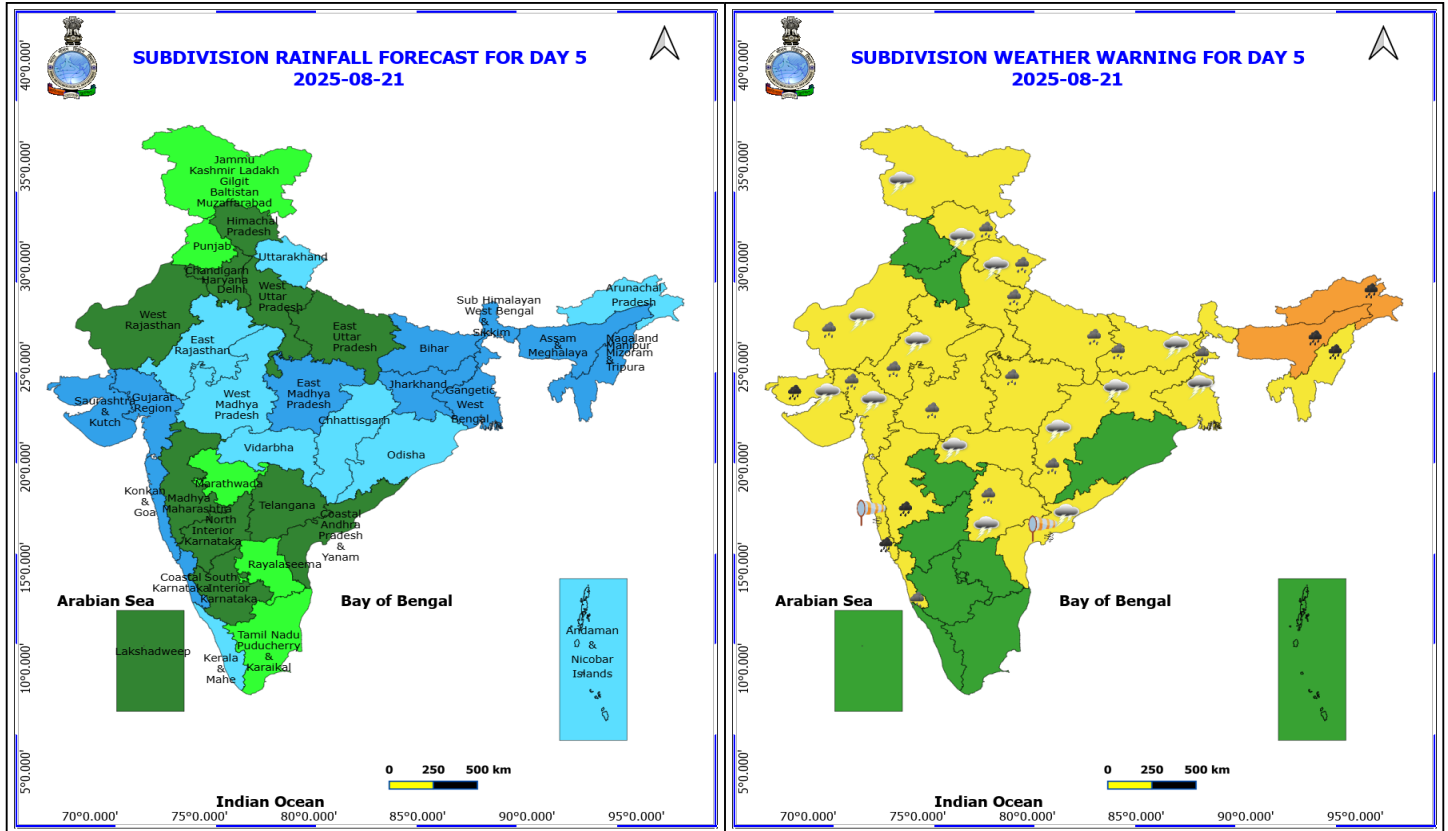 SUBDIVISION RAINFALL FORECAST FOR DAY 5
2025-08-21
40°0.000'
35°0.000'
30°0.000'
25°0.000'
20°0.000'
15°0.000'
10°0.000'
5°0.000'
Jammu
Kashmir Ladakh
Gilgit
Baltistan
Muzaffarabad
Himachal
Pradesh
Punjab
Uttarakhand
Chandigarh
Haryana
Delhi
West
Uttar
Pradesh
West
Rajasthan
East
Uttar
Pradesh
East
Rajasthan
Sub Himalayan
West Bengal
&
Sikkim
Arunachal
Pradesh
Assam
&
Meghalaya
Nagaland
Manipur
Mizoram
&
Tripura
Bihar
Jharkhand
Gangetic
West
Bengal
Saurashtra
&
Kutch
Gujarat
Region
West
Madhya
Pradesh
East
Madhya
Pradesh
Chhattisgarh
Vidarbha
Odisha
Marathwada
Konkan
&
Goa
Madhya
Maharashtra
Telangana
North
Interior
Karnataka
Coastal
Andhra
Pradesh
&
Yanam
Rayalaseema
Coastal
Karnataka
South
Interior
Karnataka
Tamil Nadu
Puducherry
&
Karaikal
Kerala
&
Mahe
Lakshadweep
Andaman
&
Nicobar
Islands
Arabian Sea
Bay of Bengal
0 250 500 km
Indian Ocean
70°0.000' 75°0.000' 80°0.000' 85°0.000' 90°0.000' 95°0.000'
SUBDIVISION WEATHER WARNING FOR DAY 5
2025-08-21
40°0.000'
35°0.000'
30°0.000'
25°0.000'
20°0.000'
15°0.000'
10°0.000'
5°0.000'
Arabian Sea
Bay of Bengal
0 250 500 km
Indian Ocean
70°0.000' 75°0.000' 80°0.000' 85°0.000' 90°0.000' 95°0.000'